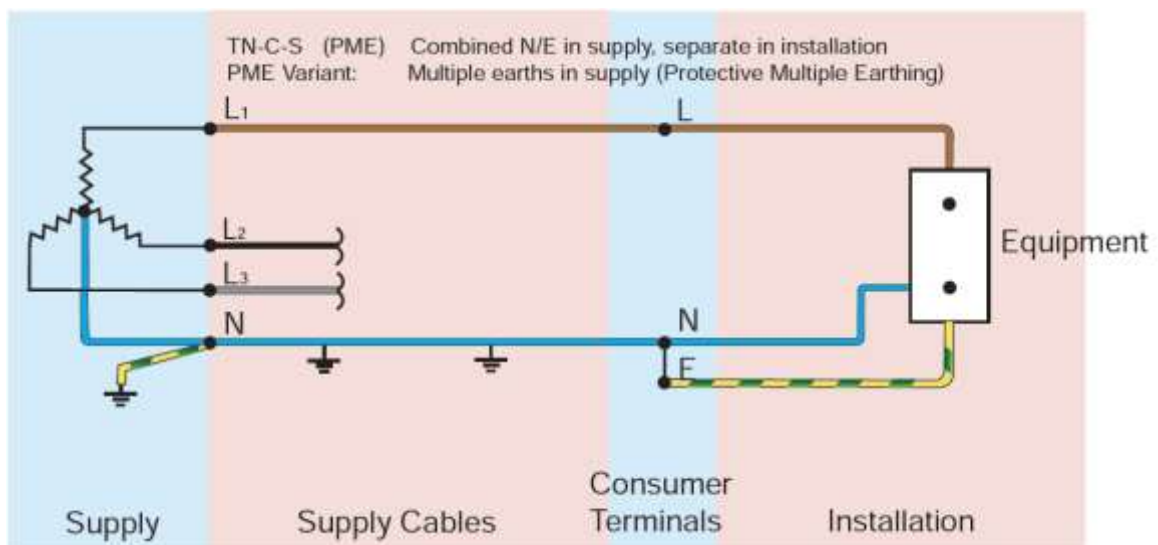 TN-C-S (PME) Combined N/E in supply, separate in installation
PME Variant: Multiple earths in supply (Protective Multiple Earthing)
L1
L
L2
Equipment
L3
N
N
E
Consumer
Terminals
Supply
Supply Cables
Installation